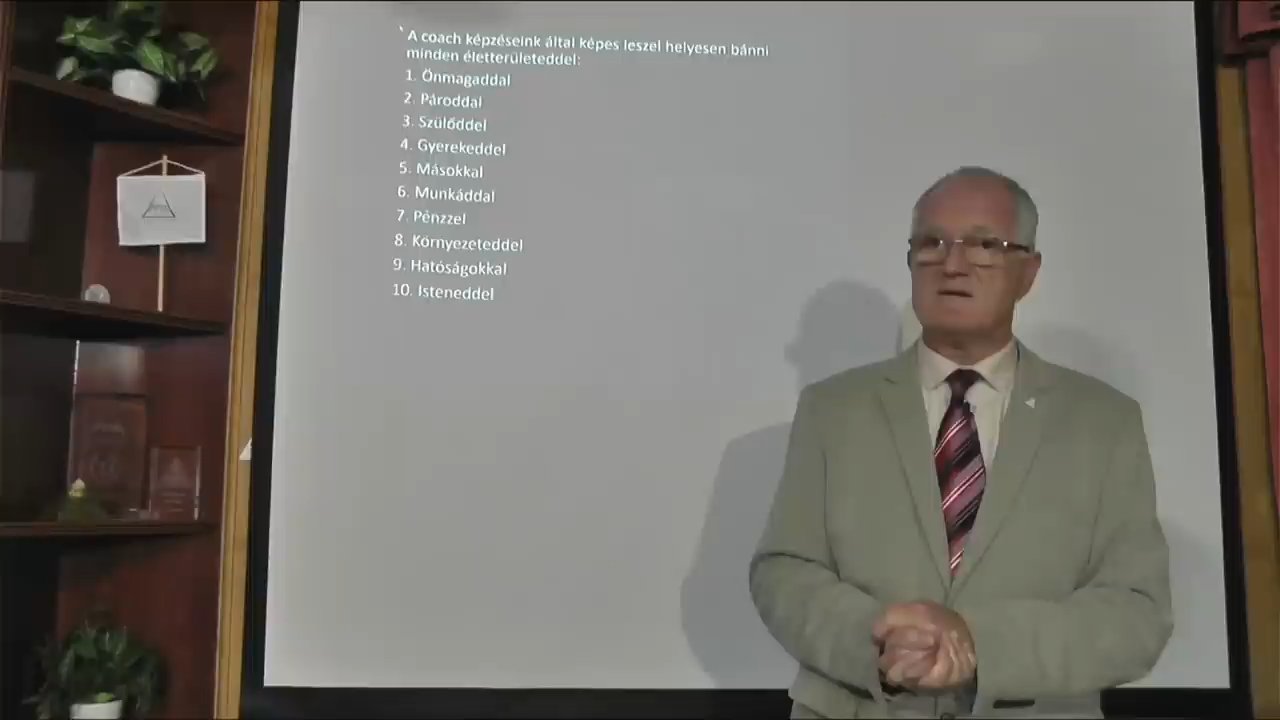 A coach képzéseink által képes leszel helyesen bánni
minden életterületeddel:
1. Önmagaddal
2. Pároddal
3. Szülőddel
4. Gyerekeddel
5. Másokkal
6. Munkáddal
7. Pénzzel
8. Környezeteddel
9. Hatóságokkal
10. Isteneddel